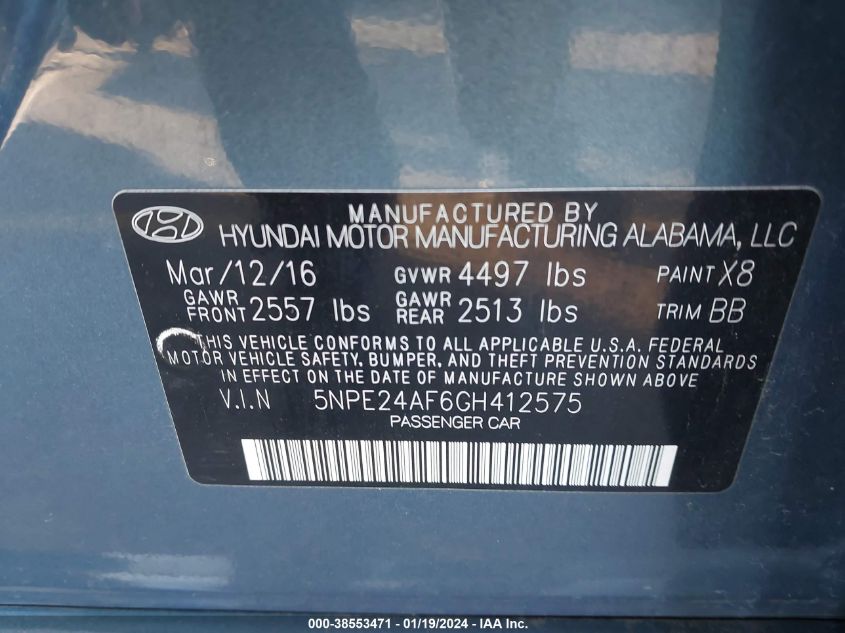 MANUFACTURED BY
HYUNDAI MOTOR MANUFACTURING ALABAMA, LLC
Mar/12/16 GVWR 4497 lbs PAINT X8
GAWR FRONT 2557 lbs GAWR REAR 2513 lbs TRIM BB
THIS VEHICLE CONFORMS TO ALL APPLICABLE U.S.A. FEDERAL
MOTOR VEHICLE SAFETY, BUMPER, AND THEFT PREVENTION STANDARDS
IN EFFECT ON THE DATE OF MANUFACTURE SHOWN ABOVE
V.I.N 5NPE24AF6GH412575
PASSENGER CAR
000-38553471 - 01/19/2024 - IAA Inc.